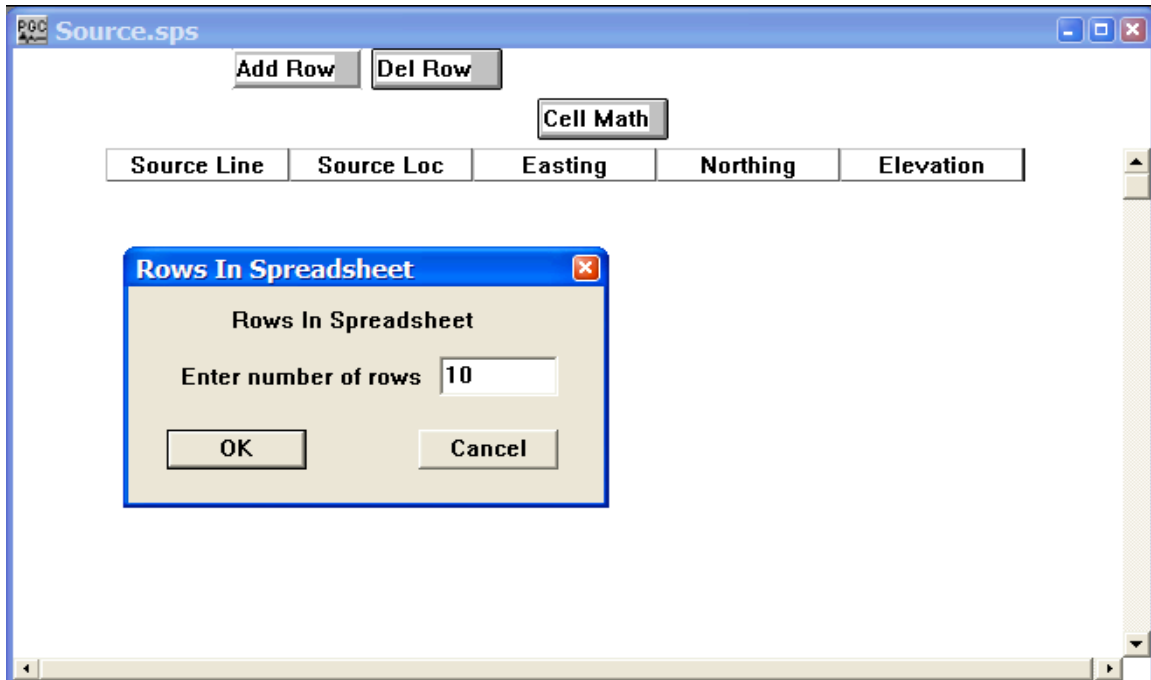 PGC Source.sps
Add Row Del Row
Cell Math
Source Line Source Loc Easting Northing Elevation
Rows In Spreadsheet
Rows In Spreadsheet
Enter number of rows 10
OK Cancel